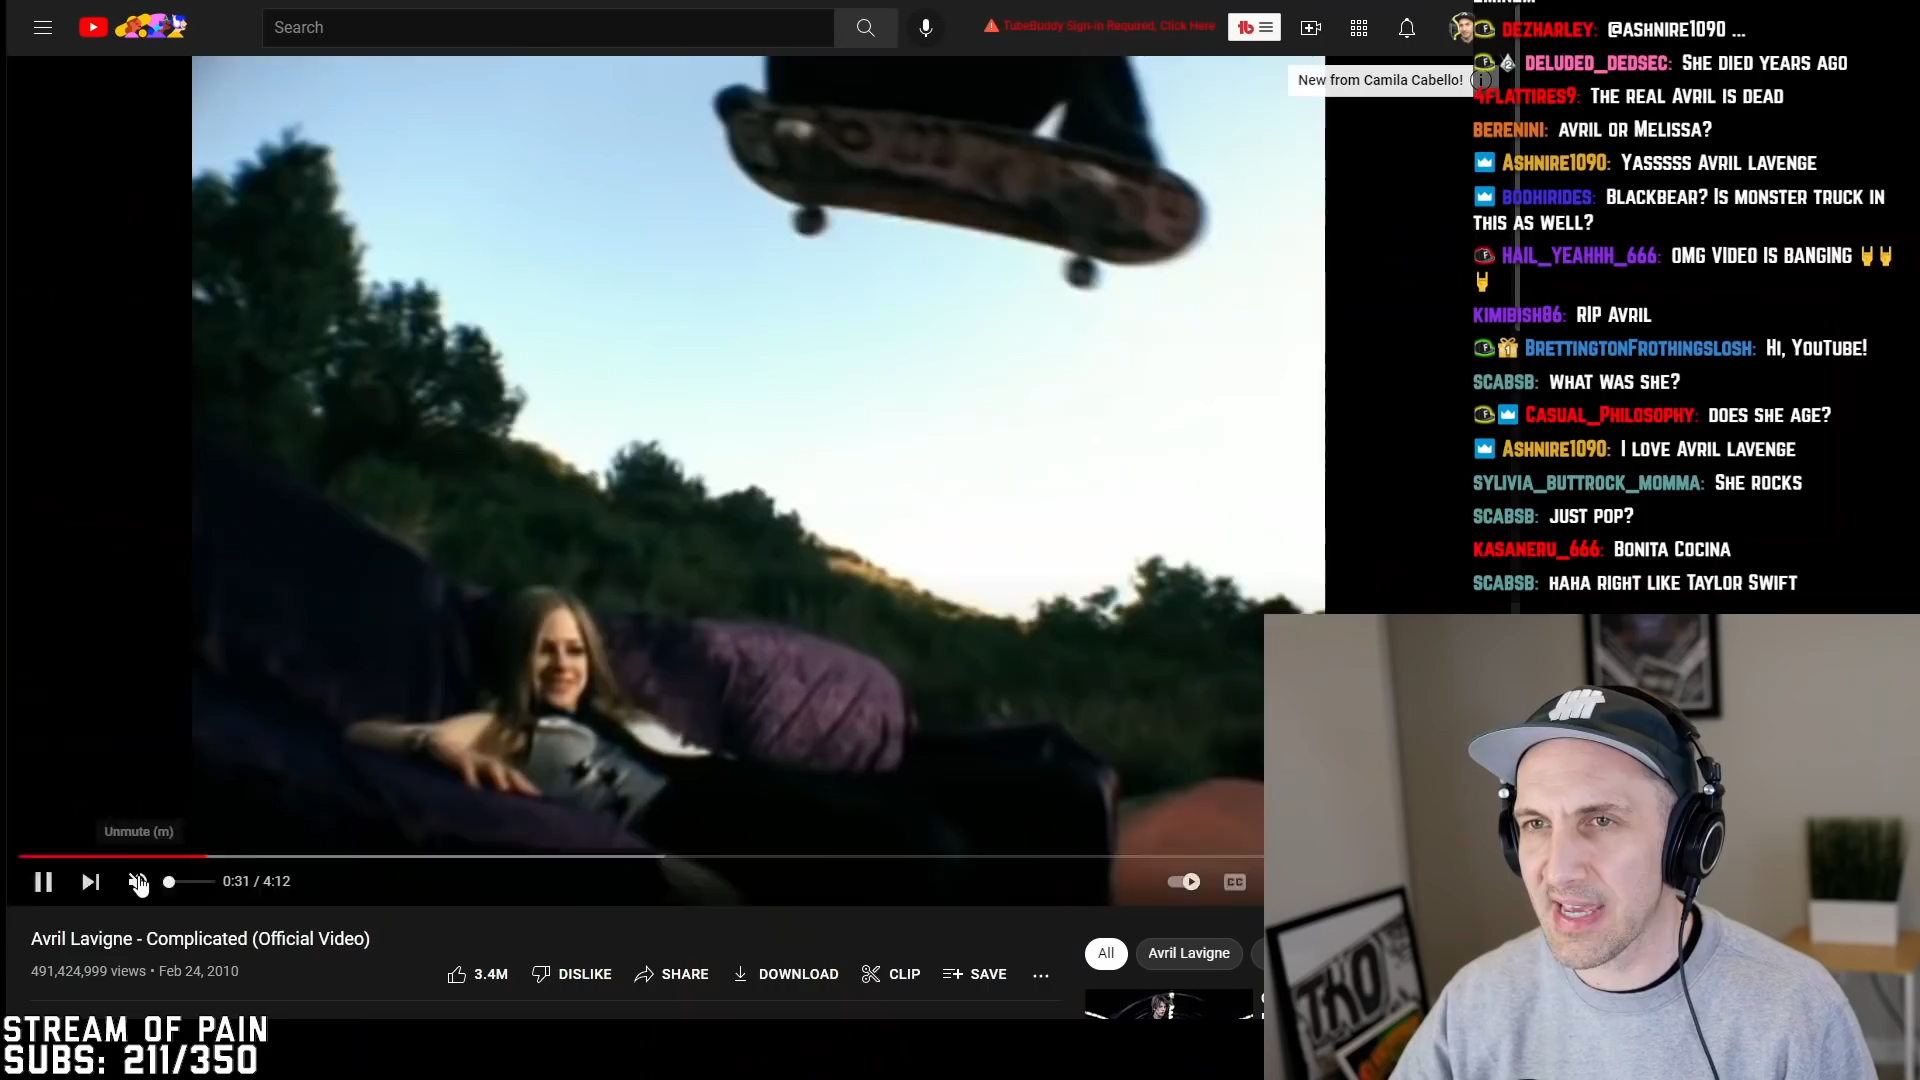 Search
TubeBuddy Sign-in Required, Click Here
New from Camila Cabello!
DEZHARLEY: @ASHNIRE1090 ...
DELUDED_DEDSEC: SHE DIED YEARS AGO
4FLATTIRES9: THE REAL AVRIL IS DEAD
BERENINI: AVRIL OR MELISSA?
ASHNIRE1090: YASSSSS AVRIL LAVENGE
BODHIRIDES: BLACKBEAR? IS MONSTER TRUCK IN
THIS AS WELL?
HAIL_YEAHHH_666: OMG VIDEO IS BANGING 🤘🤘
🤘
KIMIBISH86: RIP AVRIL
BRETTINGTONFROTHINGSLOSH: HI, YOUTUBE!
SCABSB: WHAT WAS SHE?
CASUAL_PHILOSOPHY: DOES SHE AGE?
ASHNIRE1090: I LOVE AVRIL LAVENGE
SYLIVIA_BUTTROCK_MOMMA: SHE ROCKS
SCABSB: JUST POP?
KASANERU_666: BONITA COCINA
SCABSB: HAHA RIGHT LIKE TAYLOR SWIFT
Unmute (m)
0:31 / 4:12
CC
Avril Lavigne - Complicated (Official Video)
491,424,999 views • Feb 24, 2010
3.4M DISLIKE SHARE DOWNLOAD CLIP SAVE ...
All Avril Lavigne
TKO
STREAM OF PAIN
SUBS: 211/350